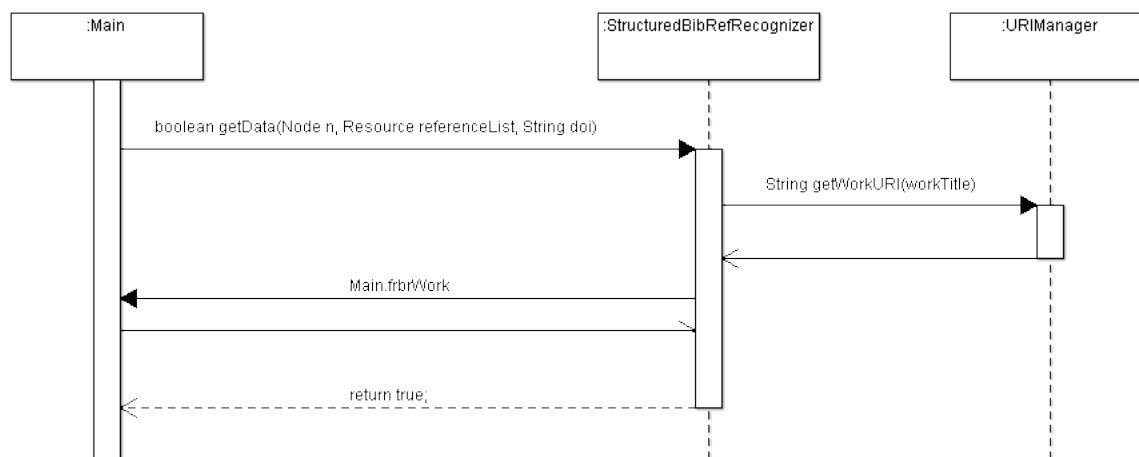 :Main
:StructuredBibRefRecognizer
:URIManager
boolean getData(Node n, Resource referenceList, String doi)
String getWorkURI(workTitle)
Main.frbrWork
return true;